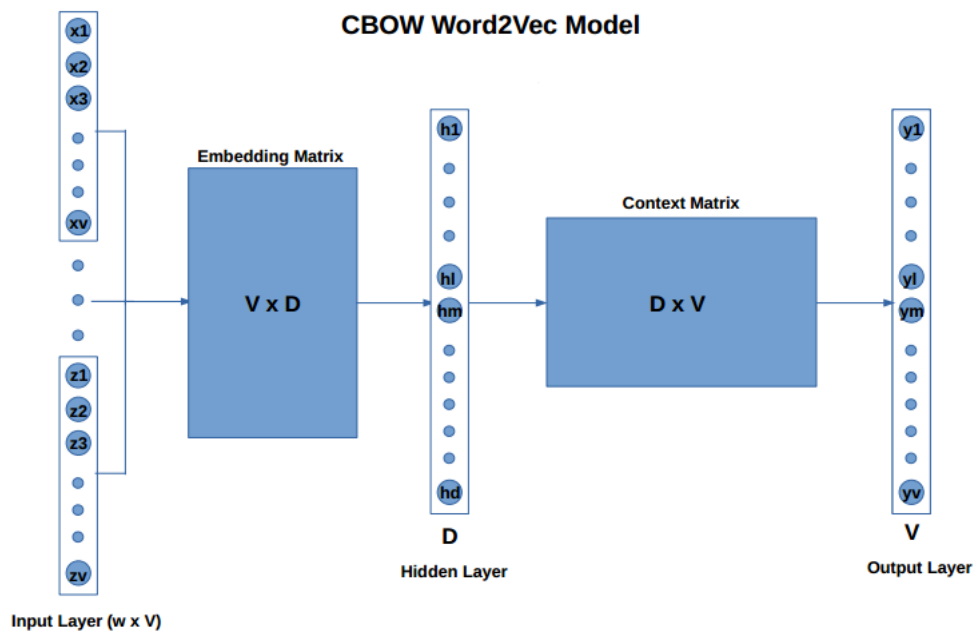 CBOW Word2Vec Model
x1
x2
x3
xv
z1
z2
z3
zv
Input Layer (w x V)
Embedding Matrix
V x D
h1
hl
hm
hd
D
Hidden Layer
Context Matrix
D x V
y1
yl
ym
yv
V
Output Layer